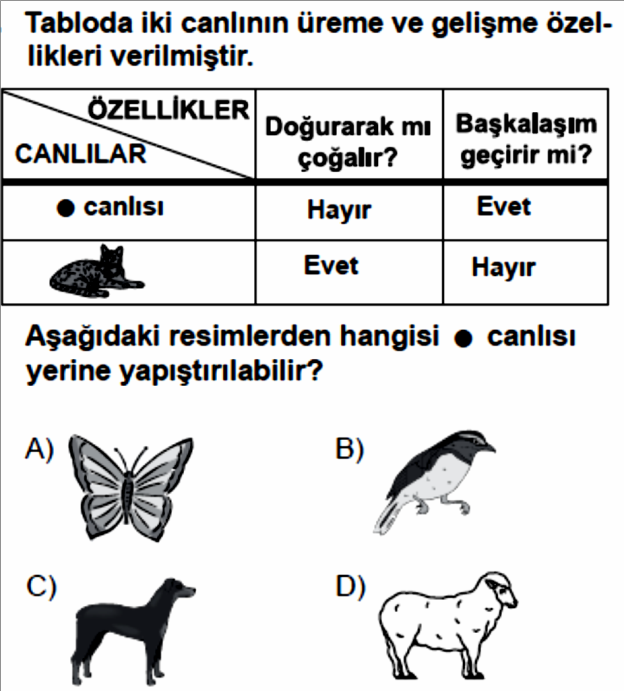 Tabloda iki canlının üreme ve gelişme özel-
likleri verilmiştir.
ÖZELLİKLER
CANLILAR
Doğurarak mı
çoğalır?
Başkalaşım
geçirir mi?
● canlısı
Hayır
Evet
Evet
Hayır
Aşağıdaki resimlerden hangisi ● canlısı
yerine yapıştırılabilir?
A)
B)
C)
D)